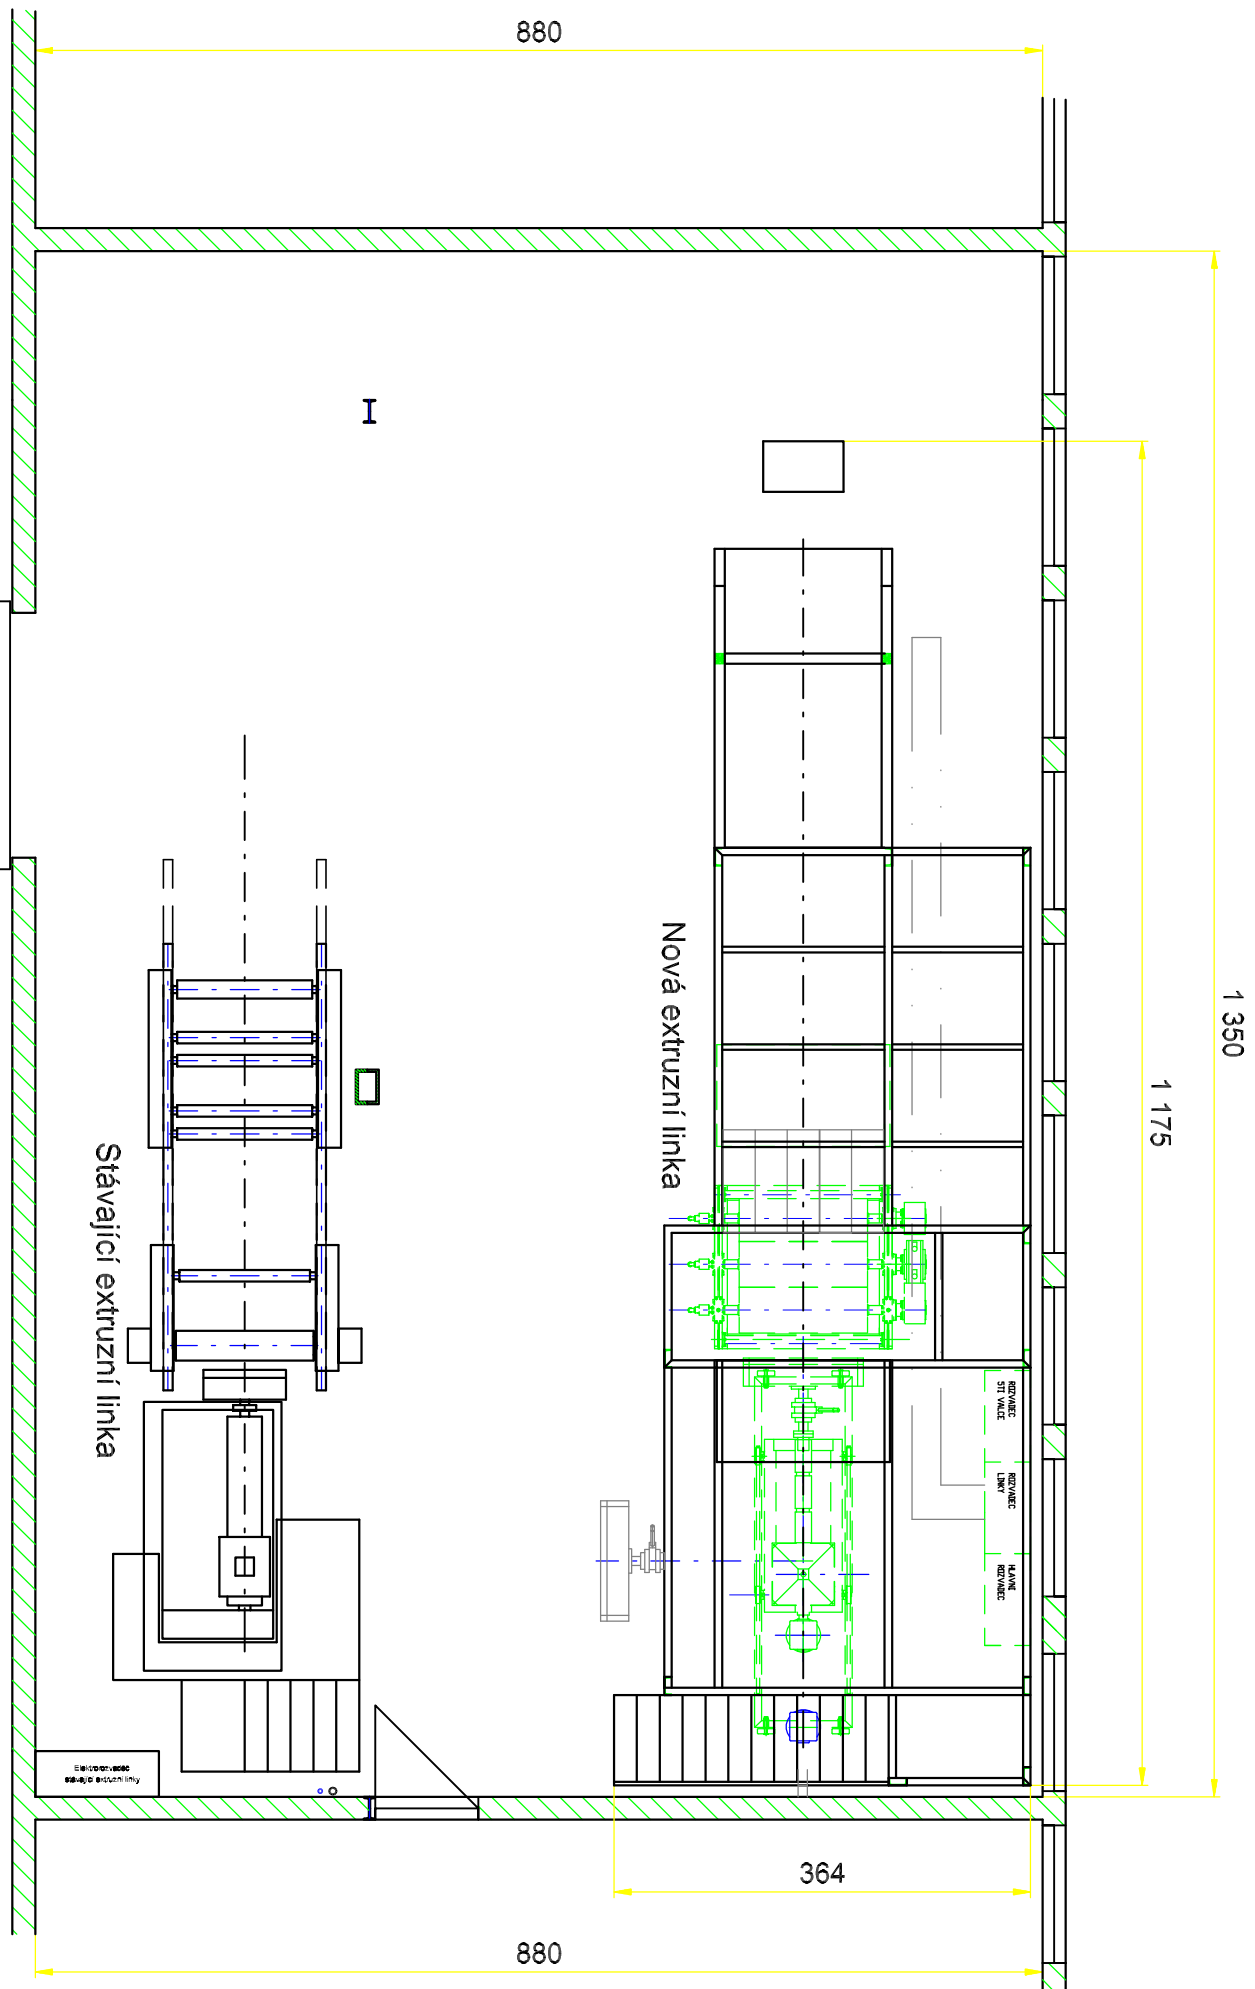 880
1 350
1 175
Nová extruzní linka
Stávající extruzní linka
ROZVADEC
STI VALCE
ROZVADEC
LINKY
HLAVNI
ROZVADEC
Elektrorozvaděč
stávající extruzní linky
364
880